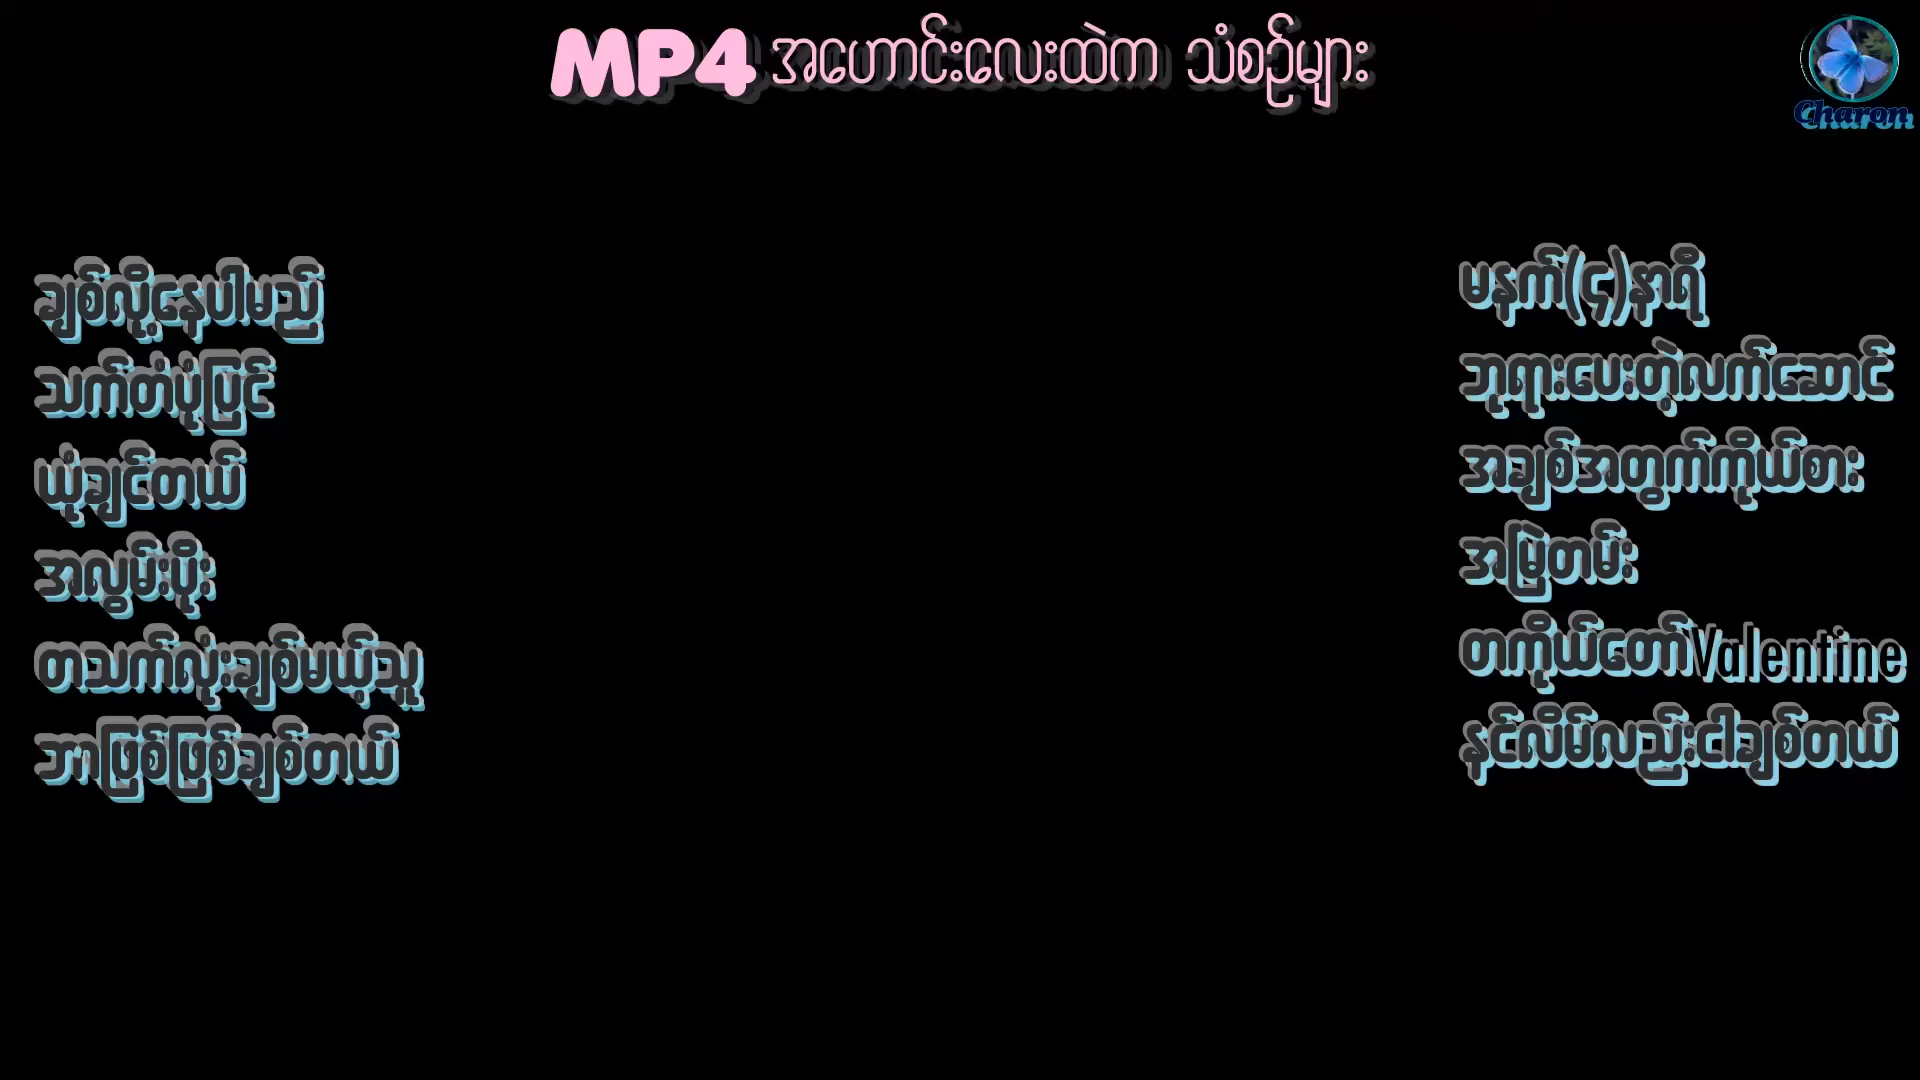 MP4 အဟောင်းလေးထဲက သံစဉ်များ
Charon
ချစ်လို့နေပါမည်
သက်တံပုံပြင်
ယုံချင်တယ်
အလွမ်းပိုး
တသက်လုံးချစ်မယ့်သူ
ဘာဖြစ်ဖြစ်ချစ်တယ်
မနက်(၄)နာရီ
ဘုရားပေးတဲ့လက်ဆောင်
အချစ်အတွက်ကိုယ်စား
အမြဲတမ်း
တကိုယ်တော်Valentine
နင်လိမ်လည်းငါချစ်တယ်